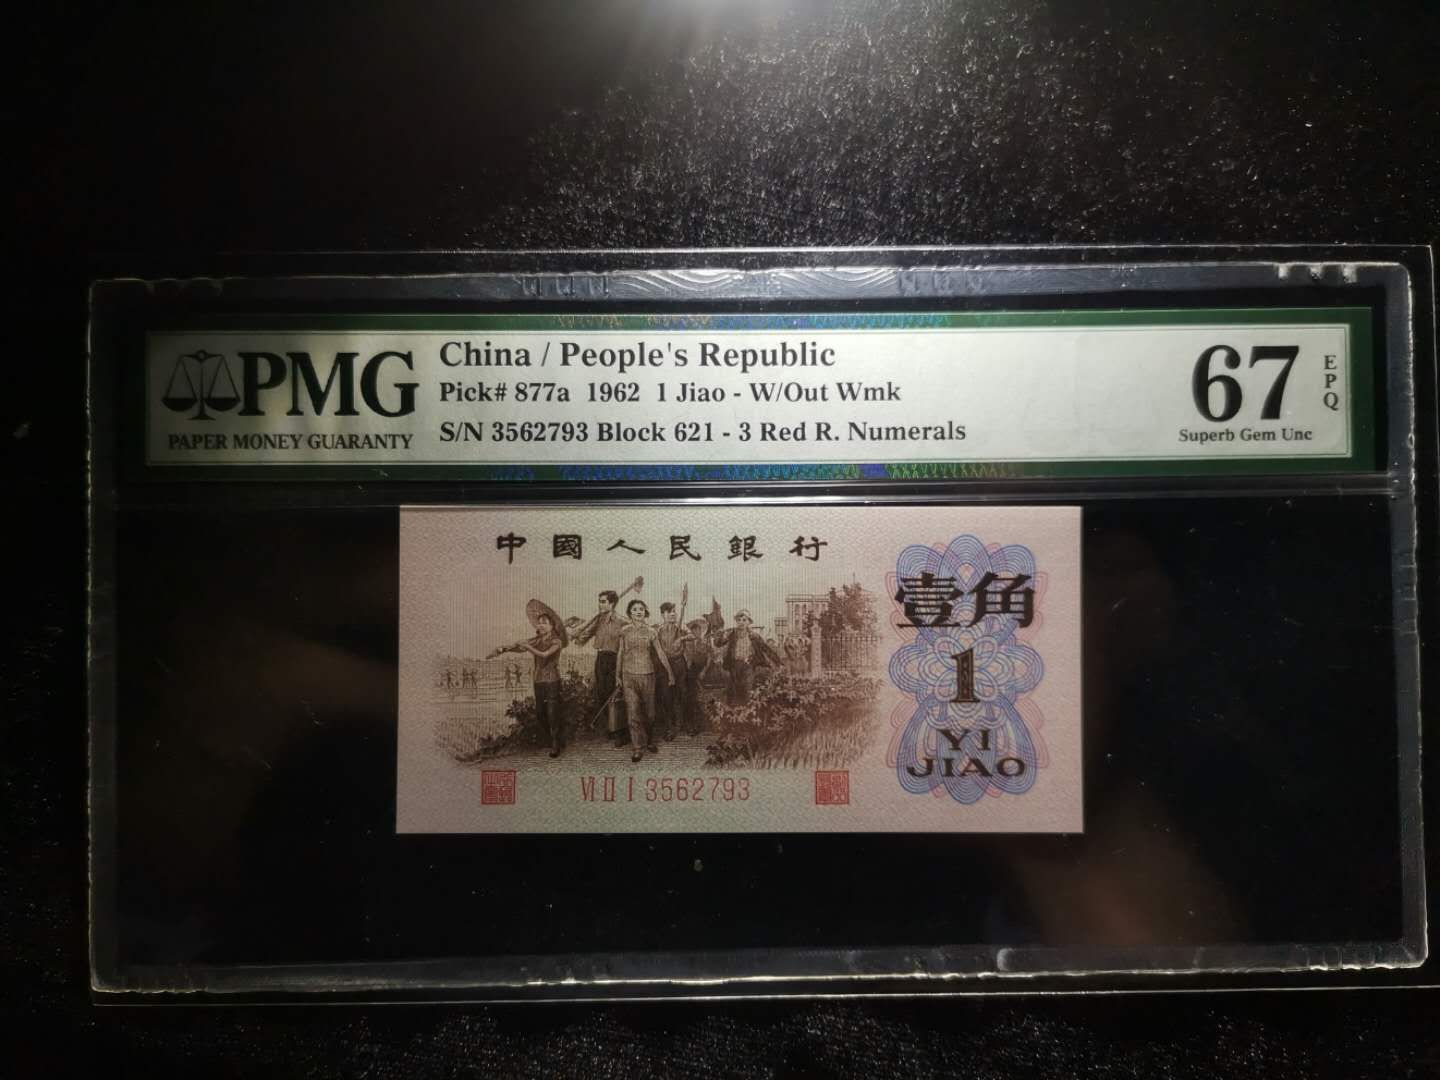 PMG
PAPER MONEY GUARANTY
China / People's Republic
Pick# 877a 1962 1 Jiao - W/Out Wmk
S/N 3562793 Block 621 - 3 Red R. Numerals
67
EPQ
Superb Gem Unc
中國人民銀行
壹角
1
YI
JIAO
VI II I 3562793